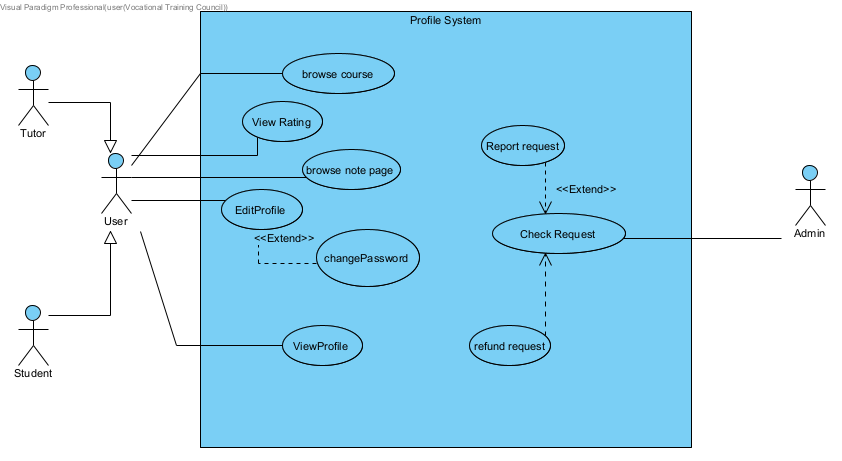 Visual Paradigm Professional(user(Vocational Training Council))
Profile System
browse course
View Rating
Report request
Tutor
browse note page
<<Extend>>
EditProfile
User
Check Request
Admin
<<Extend>>
changePassword
ViewProfile
refund request
Student